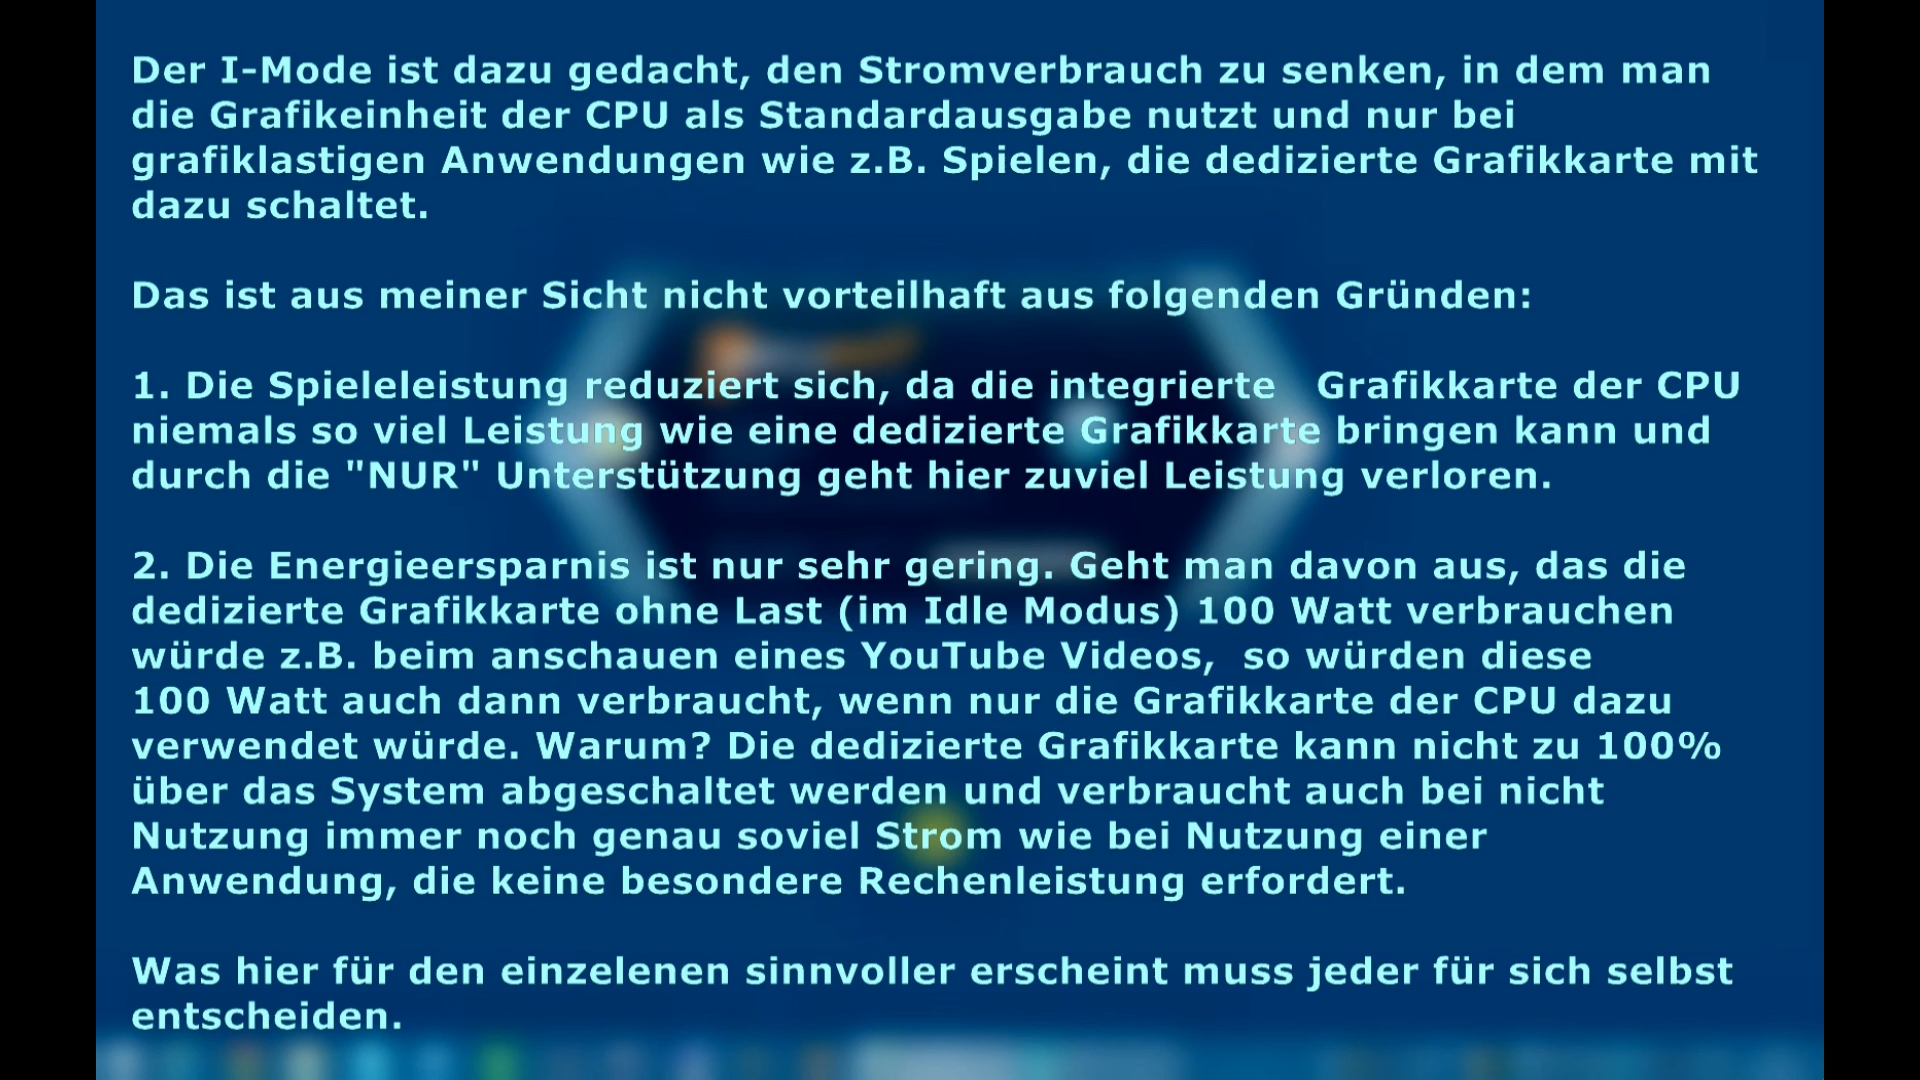 Der I-Mode ist dazu gedacht, den Stromverbrauch zu senken, in dem man
die Grafikeinheit der CPU als Standardausgabe nutzt und nur bei
grafiklastigen Anwendungen wie z.B. Spielen, die dedizierte Grafikkarte mit
dazu schaltet.
Das ist aus meiner Sicht nicht vorteilhaft aus folgenden Gründen:
1. Die Spieleleistung reduziert sich, da die integrierte   Grafikkarte der CPU
niemals so viel Leistung wie eine dedizierte Grafikkarte bringen kann und
durch die "NUR" Unterstützung geht hier zuviel Leistung verloren.
2. Die Energieersparnis ist nur sehr gering. Geht man davon aus, das die
dedizierte Grafikkarte ohne Last (im Idle Modus) 100 Watt verbrauchen
würde z.B. beim anschauen eines YouTube Videos,  so würden diese
100 Watt auch dann verbraucht, wenn nur die Grafikkarte der CPU dazu
verwendet würde. Warum? Die dedizierte Grafikkarte kann nicht zu 100%
über das System abgeschaltet werden und verbraucht auch bei nicht
Nutzung immer noch genau soviel Strom wie bei Nutzung einer
Anwendung, die keine besondere Rechenleistung erfordert.
Was hier für den einzelenen sinnvoller erscheint muss jeder für sich selbst
entscheiden.